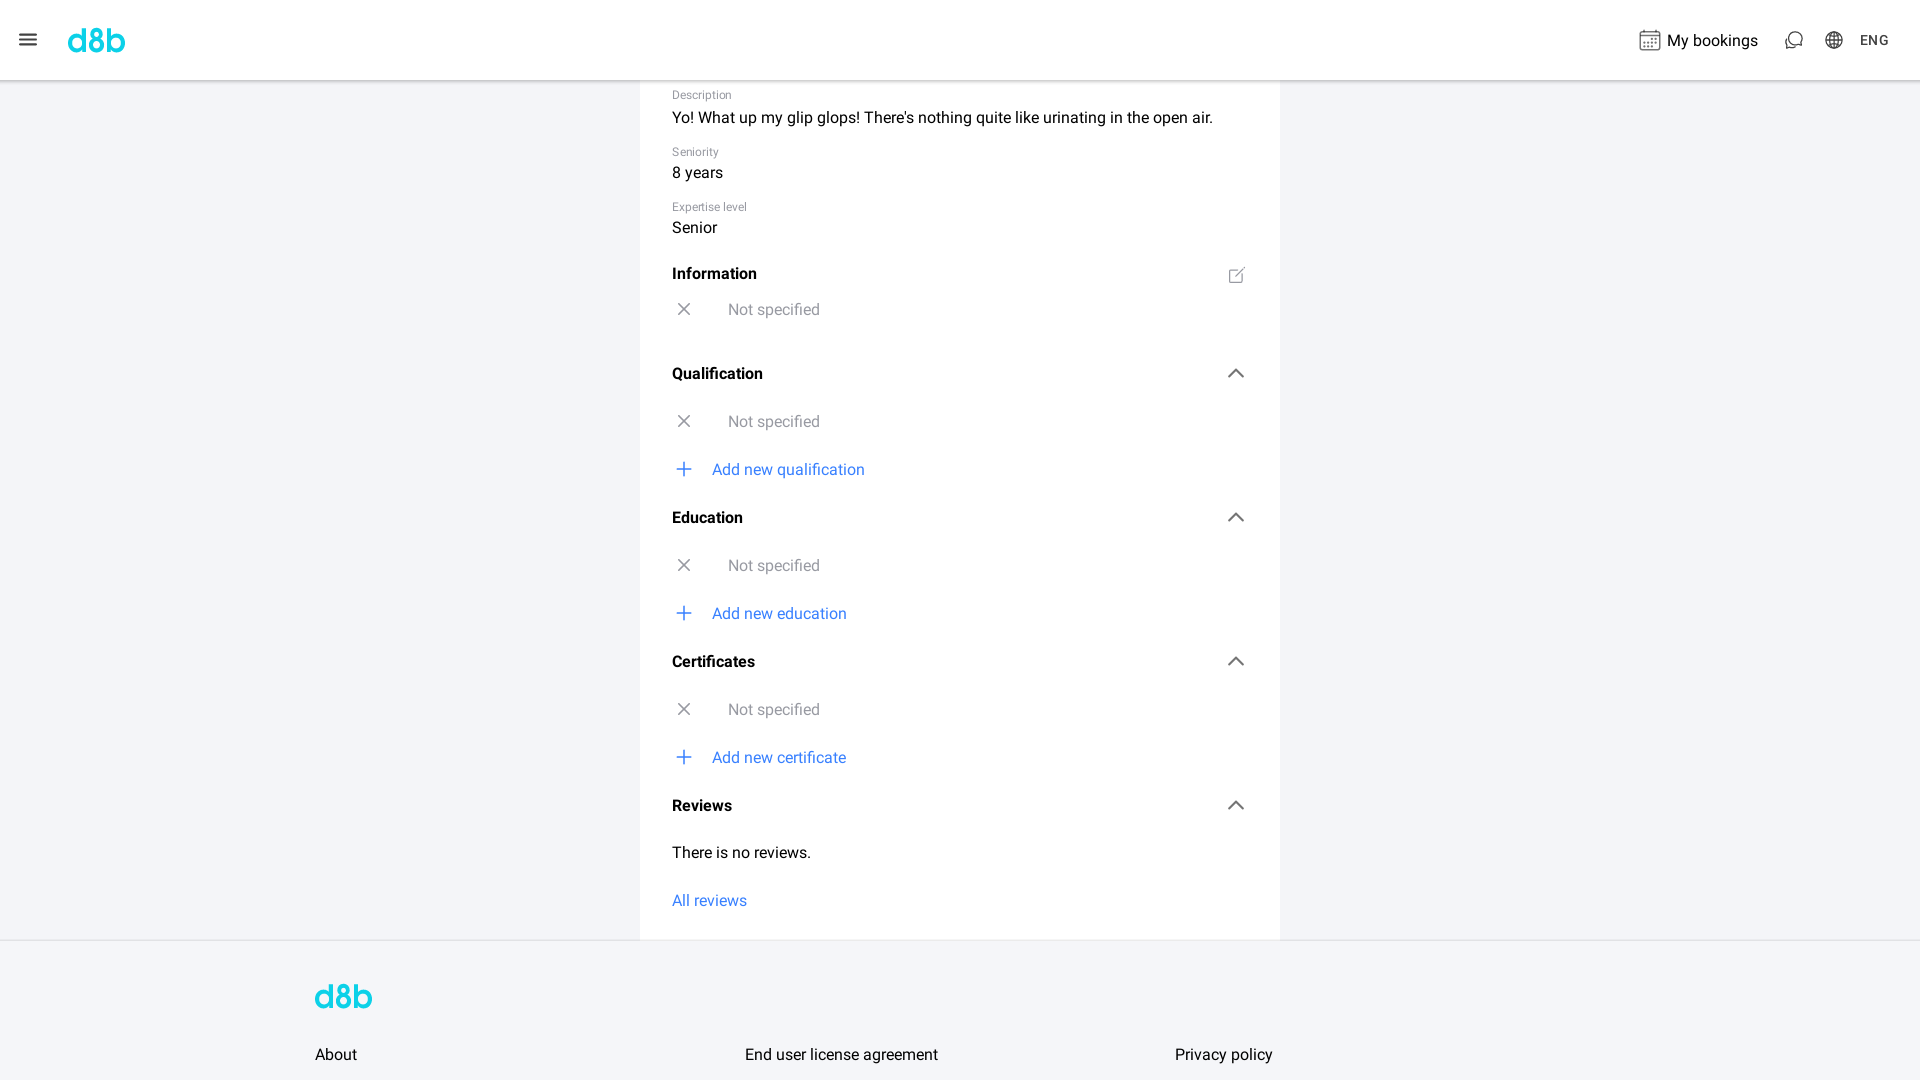 d8b
My bookings
ENG
Description
Yo! What up my glip glops! There's nothing quite like urinating in the open air.
Seniority
8 years
Expertise level
Senior
Information
Not specified
Qualification
Not specified
Add new qualification
Education
Not specified
Add new education
Certificates
Not specified
Add new certificate
Reviews
There is no reviews.
All reviews
d8b
About
End user license agreement
Privacy policy